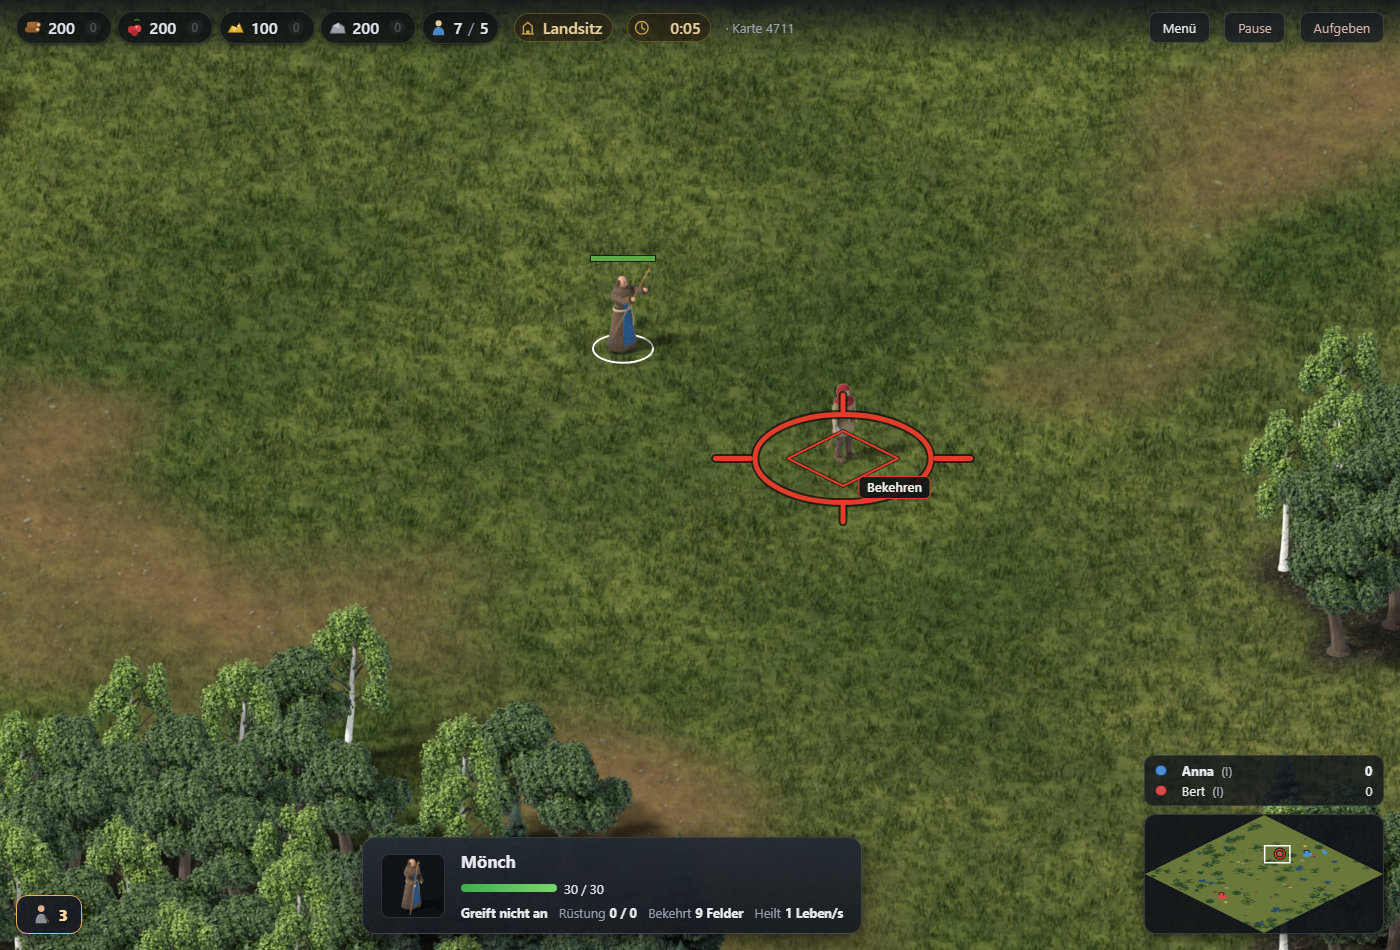 200 0 200 0 100 0 200 0 7 / 5 Landsitz 0:05 · Karte 4711 Menü Pause Aufgeben
Bekehren
Anna (I) 0
Bert (I) 0
Mönch
30 / 30
Greift nicht an Rüstung 0 / 0 Bekehrt 9 Felder Heilt 1 Leben/s
3